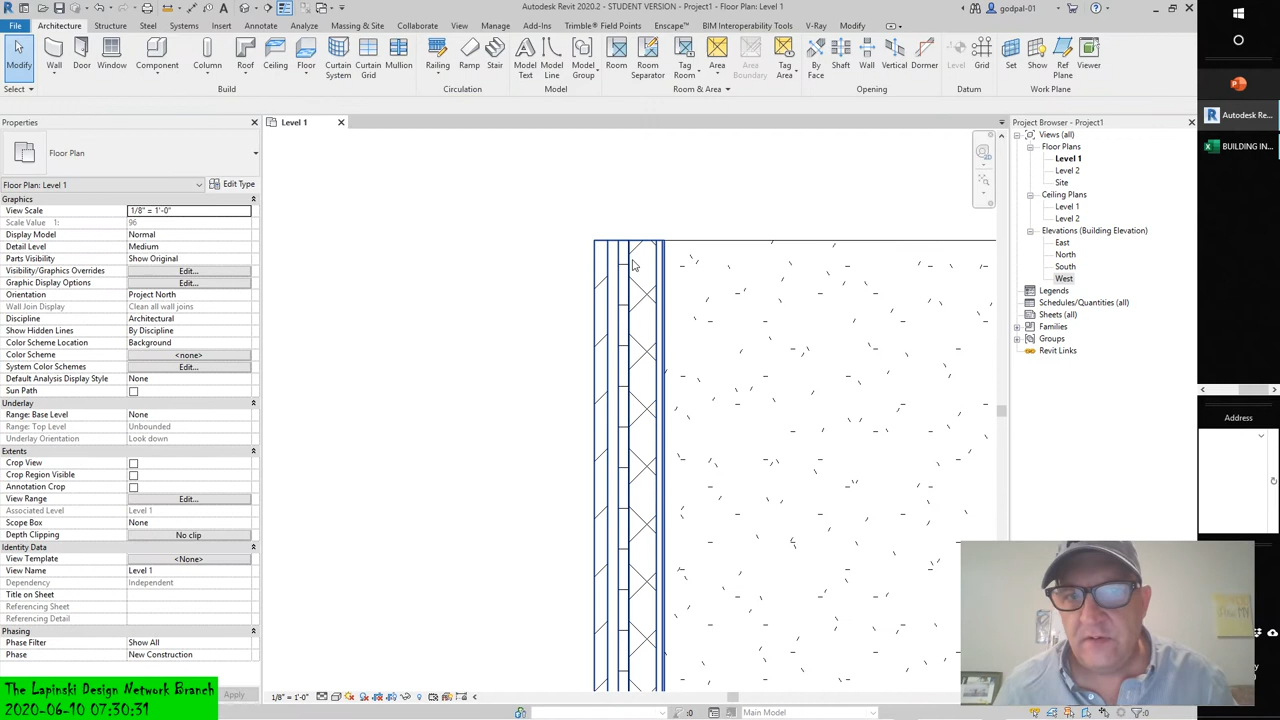 Autodesk Revit 2020.2 - STUDENT VERSION - Project1 - Floor Plan: Level 1
godpal-01
File Architecture Structure Steel Systems Insert Annotate Analyze Massing & Site Collaborate View Manage Add-Ins Trimble® Field Points Enscape™ BIM Interoperability Tools V-Ray Modify
Modify Wall Door Window Component Column Roof Ceiling Floor Curtain System Curtain Grid Mullion Railing Ramp Stair Model Text Model Line Model Group Room Room Separator Tag Room Area Area Boundary Tag Area By Face Shaft Wall Vertical Dormer Level Grid Set Show Ref Plane Viewer
Select Build Circulation Model Room & Area Opening Datum Work Plane
Properties
Floor Plan
Floor Plan: Level 1 Edit Type
Graphics
View Scale 1/8" = 1'-0"
Scale Value 1: 96
Display Model Normal
Detail Level Medium
Parts Visibility Show Original
Visibility/Graphics Overrides Edit...
Graphic Display Options Edit...
Orientation Project North
Wall Join Display Clean all wall joins
Discipline Architectural
Show Hidden Lines By Discipline
Color Scheme Location Background
Color Scheme <none>
System Color Schemes Edit...
Default Analysis Display Style None
Sun Path
Underlay
Range: Base Level None
Range: Top Level Unbounded
Underlay Orientation Look down
Extents
Crop View
Crop Region Visible
Annotation Crop
View Range Edit...
Associated Level Level 1
Scope Box None
Depth Clipping No clip
Identity Data
View Template <None>
View Name Level 1
Dependency Independent
Title on Sheet
Referencing Sheet
Referencing Detail
Phasing
Phase Filter Show All
Phase New Construction
Apply
The Lapinski Design Network Branch
2020-06-10 07:30:31
Level 1
1/8" = 1'-0"
:0
Main Model
:0
Project Browser - Project1
Views (all)
Floor Plans
Level 1
Level 2
Site
Ceiling Plans
Level 1
Level 2
Elevations (Building Elevation)
East
North
South
West
Legends
Schedules/Quantities (all)
Sheets (all)
Families
Groups
Revit Links
Autodesk Re...
BUILDING IN...
Address